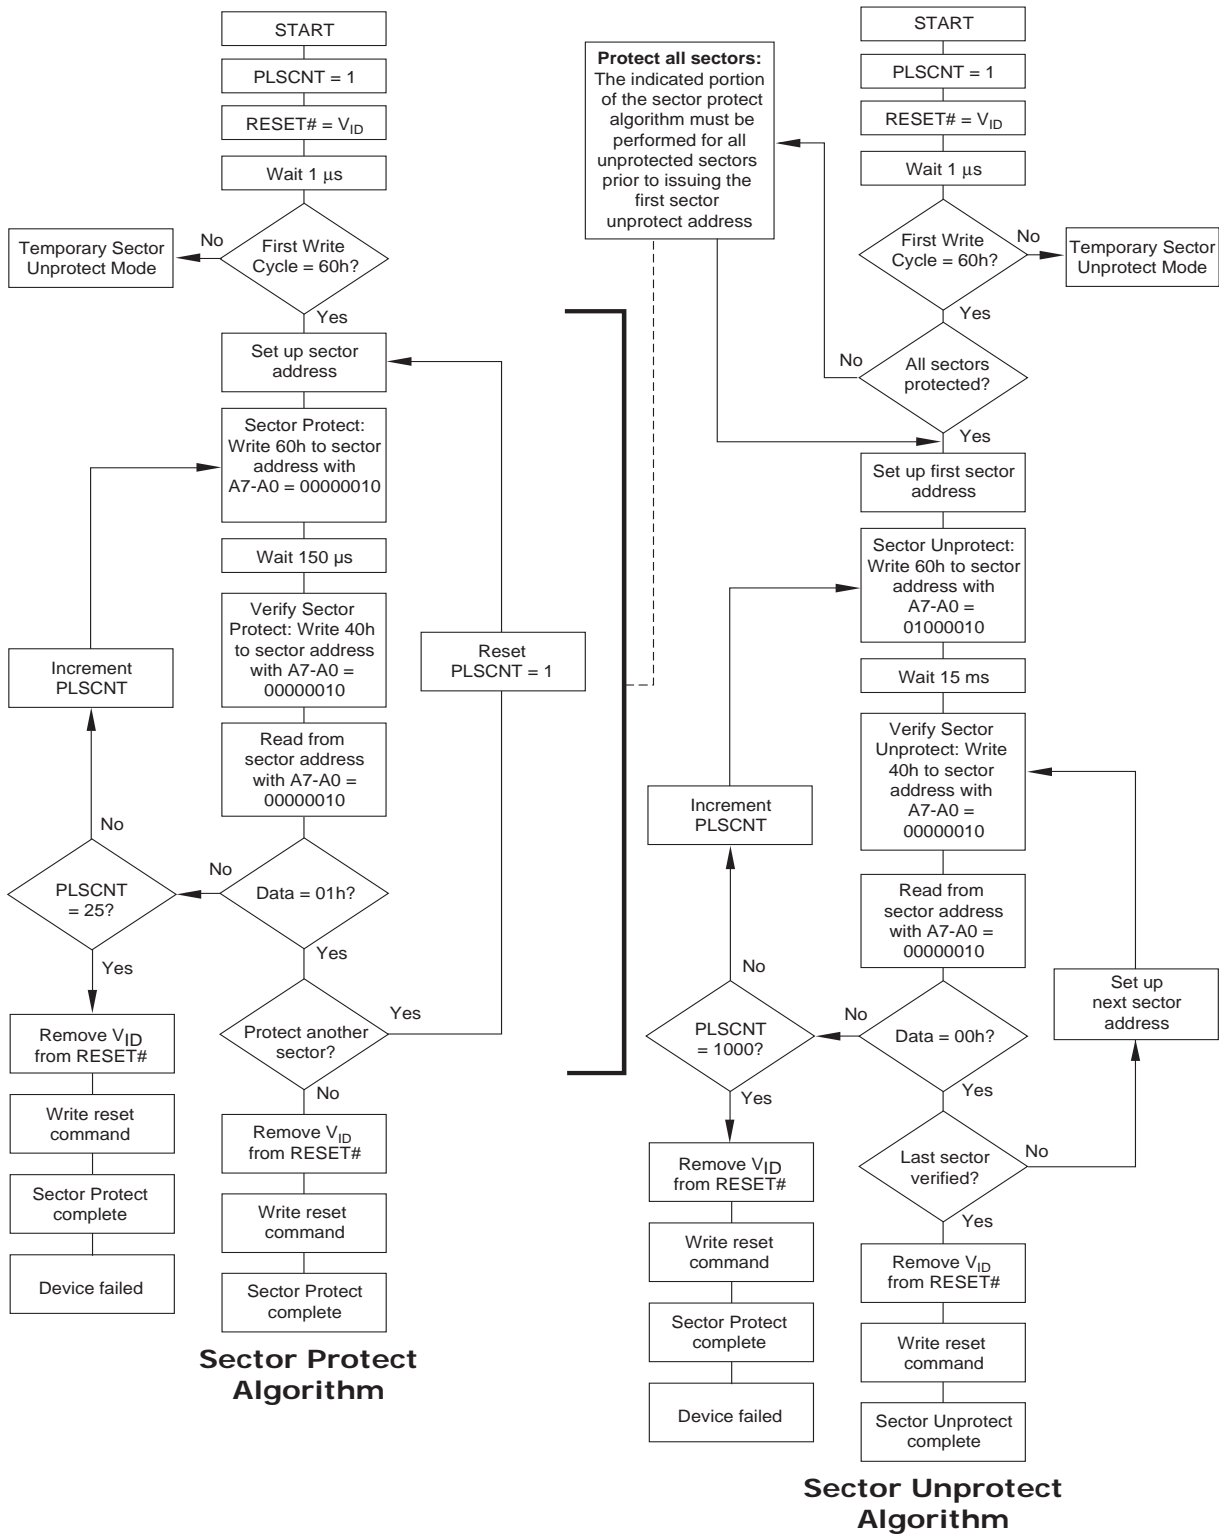 START
PLSCNT = 1
RESET# = VID
Wait 1 μs
First Write
Cycle = 60h?
No
Temporary Sector
Unprotect Mode
Yes
Set up sector
address
Sector Protect:
Write 60h to sector
address with
A7-A0 = 00000010
Wait 150 µs
Verify Sector
Protect: Write 40h
to sector address
with A7-A0 =
00000010
Reset
PLSCNT = 1
Increment
PLSCNT
Read from
sector address
with A7-A0 =
00000010
No
No
PLSCNT
= 25?
Data = 01h?
Yes
Yes
Yes
Protect another
sector?
Remove VID
from RESET#
No
Write reset
command
Remove VID
from RESET#
Sector Protect
complete
Write reset
command
Device failed
Sector Protect
complete
Sector Protect
Algorithm
Protect all sectors:
The indicated portion
of the sector protect
algorithm must be
performed for all
unprotected sectors
prior to issuing the
first sector
unprotect address
START
PLSCNT = 1
RESET# = VID
Wait 1 μs
First Write
Cycle = 60h?
No
Temporary Sector
Unprotect Mode
Yes
No
All sectors
protected?
Yes
Set up first sector
address
Sector Unprotect:
Write 60h to sector
address with
A7-A0 =
01000010
Wait 15 ms
Verify Sector
Unprotect: Write
40h to sector
address with
A7-A0 =
00000010
Increment
PLSCNT
Read from
sector address
with A7-A0 =
00000010
No
No
Set up
next sector
address
PLSCNT
= 1000?
Data = 00h?
Yes
Yes
Remove VID
from RESET#
Last sector
verified?
No
Yes
Write reset
command
Remove VID
from RESET#
Sector Protect
complete
Write reset
command
Device failed
Sector Unprotect
complete
Sector Unprotect
Algorithm